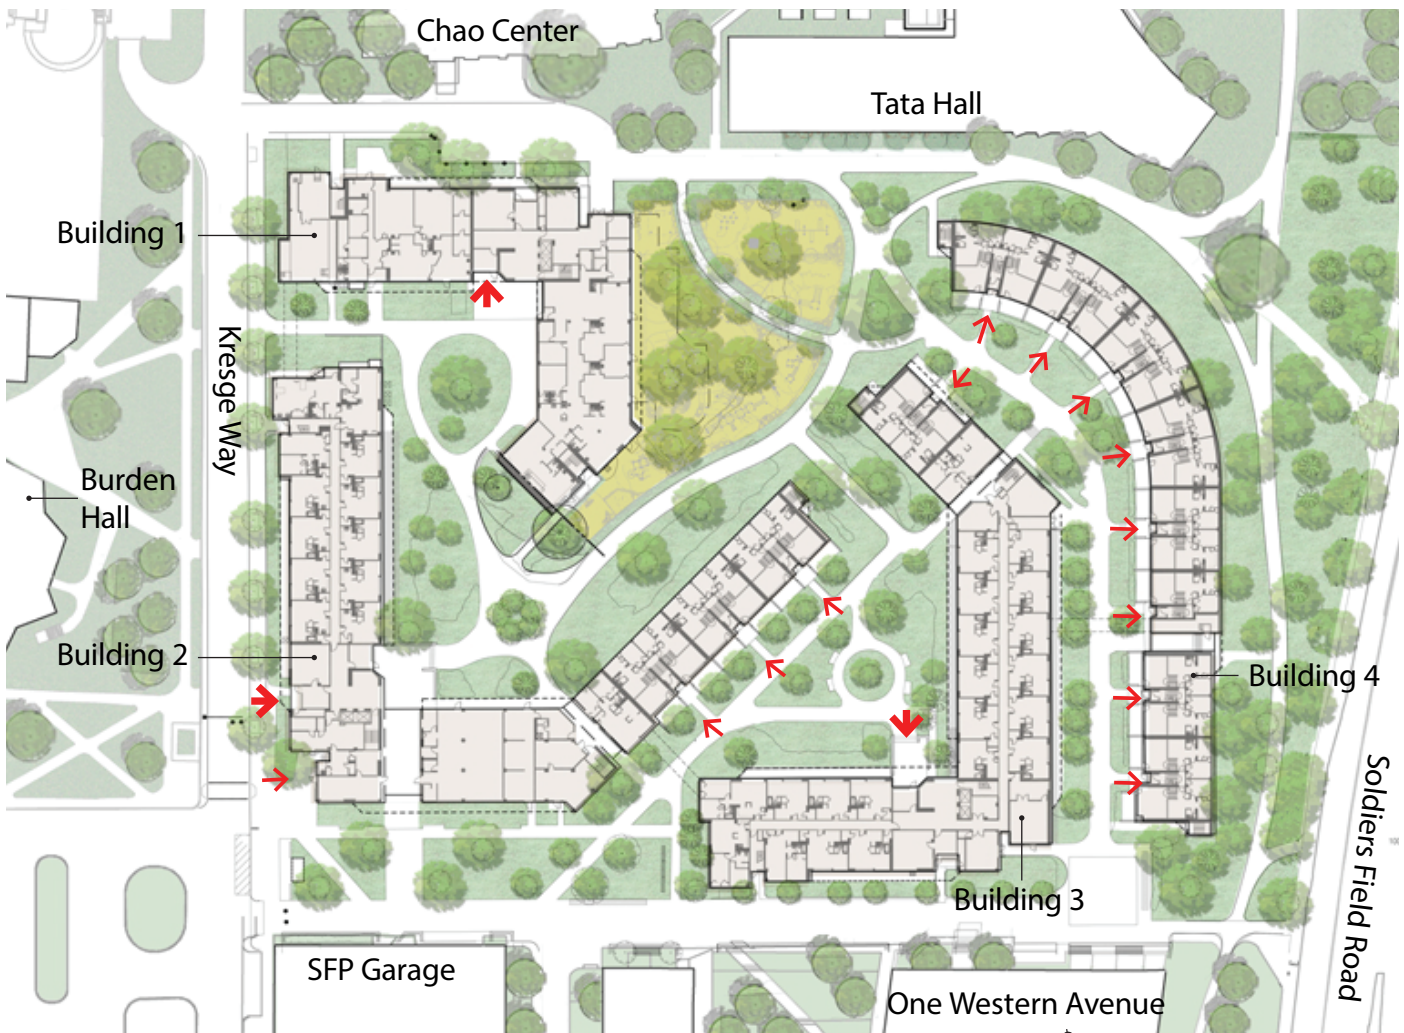 Chao Center
Tata Hall
Building 1
Kresge Way
Burden
Hall
Building 2
Building 4
Soldiers Field Road
Building 3
SFP Garage
One Western Avenue